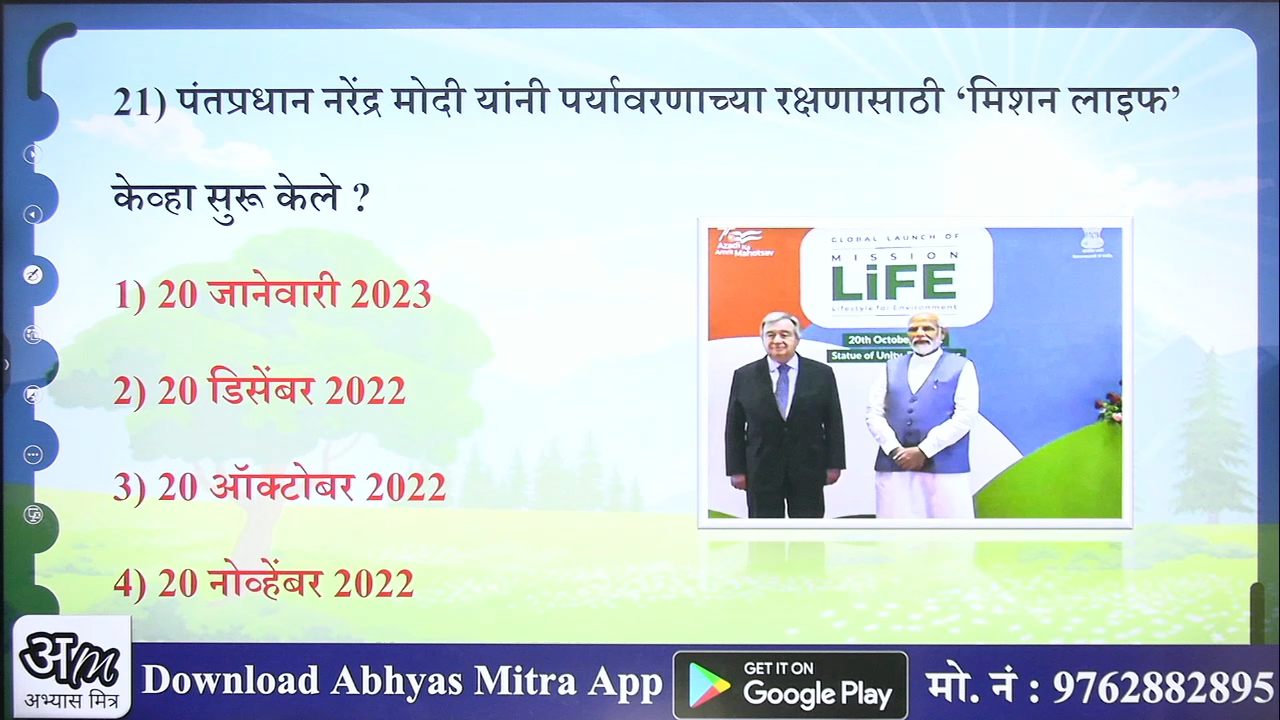 21) पंतप्रधान नरेंद्र मोदी यांनी पर्यावरणाच्या रक्षणासाठी ‘मिशन लाइफ’
केव्हा सुरू केले ?
1) 20 जानेवारी 2023
2) 20 डिसेंबर 2022
3) 20 ऑक्टोबर 2022
4) 20 नोव्हेंबर 2022
Azadi Ka
Amrit Mahotsav
GLOBAL LAUNCH OF
MISSION
LiFE
Lifestyle for Environment
20th
Statue of Unity,
अm
अभ्यास मित्र
Download Abhyas Mitra App
GET IT ON
Google Play
मो. नं : 9762882895